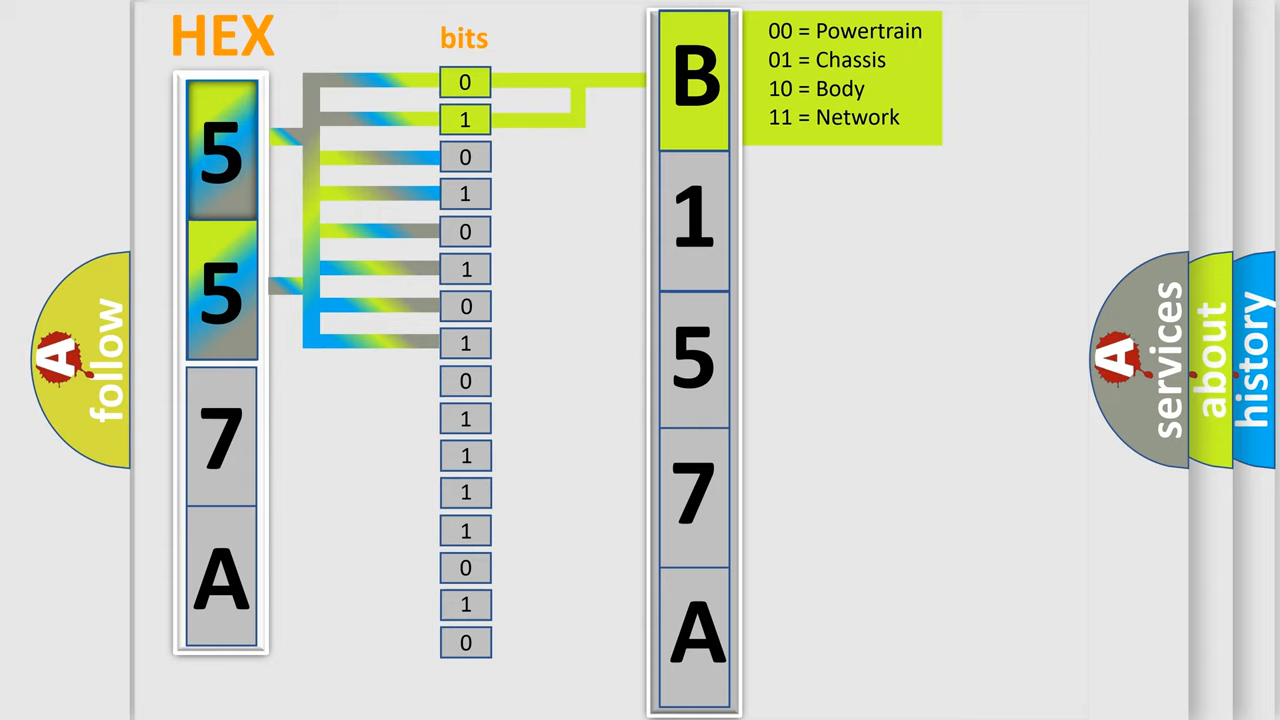 HEX
bits
5
5
7
A
0
1
0
1
0
1
0
1
0
1
1
1
1
0
1
0
B
1
5
7
A
00 = Powertrain
01 = Chassis
10 = Body
11 = Network
A
follow
A
services
about
history